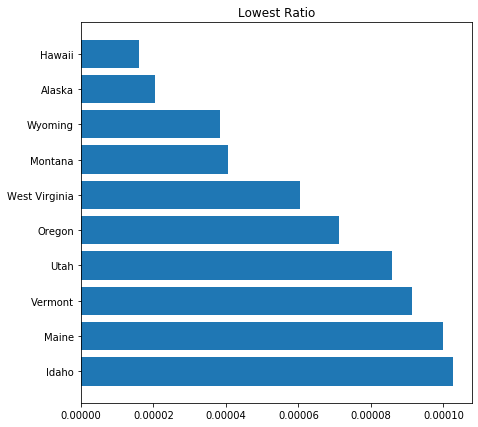 Lowest Ratio
Hawaii
Alaska
Wyoming
Montana
West Virginia
Oregon
Utah
Vermont
Maine
Idaho
0.00000 0.00002 0.00004 0.00006 0.00008 0.00010